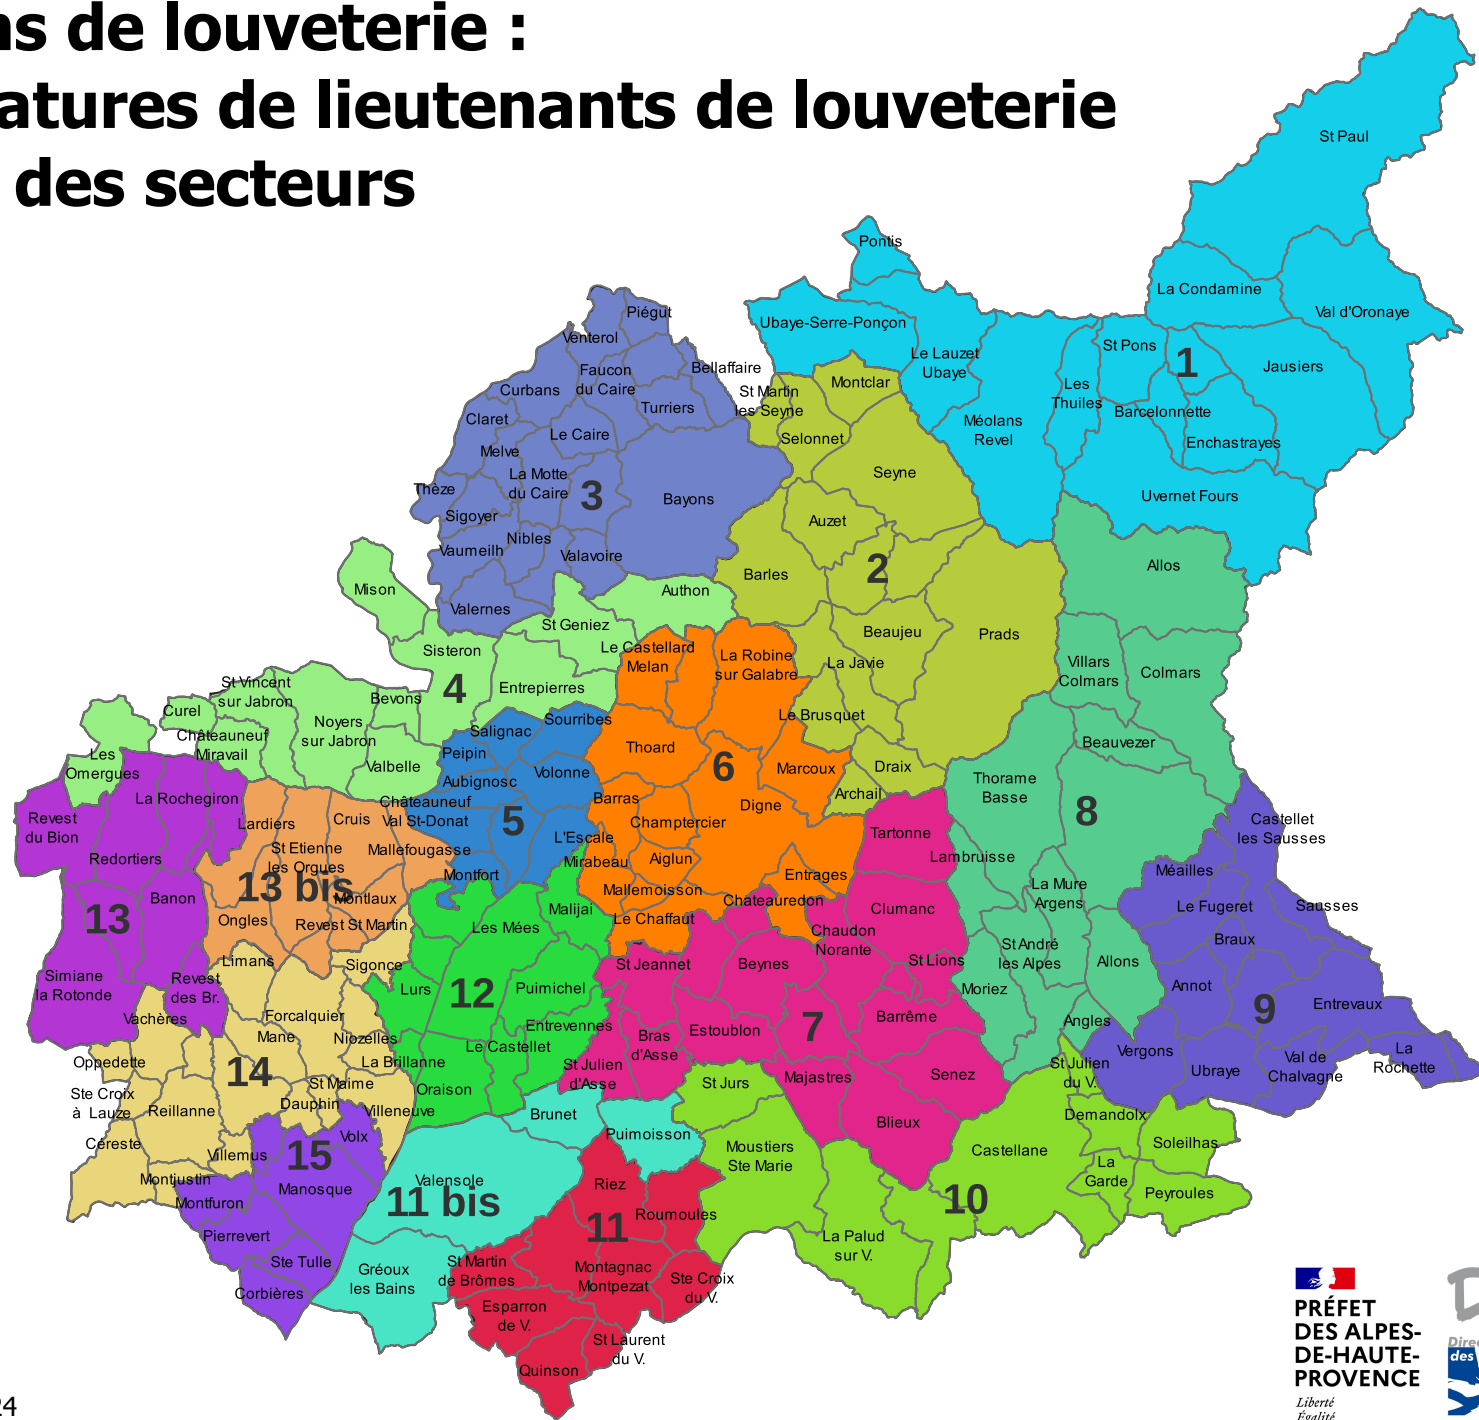 ns de louveterie :
atures de lieutenants de louveterie
des secteurs
St Paul
Pontis
La Condamine
Val d'Oronaye
Piégut
Ubaye-Serre-Ponçon
Venterol
St Pons
1
Le Lauzet
Ubaye
Jausiers
Bellaffaire
Faucon
du Caire
Montclar
Curbans
St Martin
les Seyne
Les
Thuiles
Turriers
Barcelonnette
Claret
Méolans
Revel
Le Caire
Selonnet
Enchastrayes
Melve
Seyne
La Motte
du Caire
Thèze
3
Bayons
Uvernet Fours
Sigoyer
Auzet
Nibles
Vaumeilh
Valavoire
Allos
Barles
2
Mison
Authon
Valernes
St Geniez
Beaujeu
Prads
Sisteron
Le Castellard
Melan
La Robine
sur Galabre
La Javie
Villars
Colmars
Colmars
4
Entrepierres
St Vincent
sur Jabron
Bevons
Curel
Noyers
sur Jabron
Le Brusquet
Sourribes
Salignac
Châteauneuf
Miravail
Beauvezer
Thoard
Peipin
Les
Omergues
Valbelle
6
Marcoux
Draix
Volonne
Aubignosc
Thorame
Basse
La Rochegiron
Barras
Archail
Châteauneuf
Val St-Donat
Digne
8
Revest
du Bion
Lardiers
Cruis
5
Champtercier
Castellet
les Sausses
L'Escale
Tartonne
St Etienne
les Orgues
Mallefougasse
Redortiers
Mirabeau
Aiglun
Lambruisse
Méailles
Montfort
Entrages
13 bis
Mallemoisson
La Mure
Argens
Banon
Montlaux
Chateauredon
Le Fugeret
Sausses
13
Malijai
Clumanc
Ongles
Revest St Martin
Les Mées
Le Chaffaut
Chaudon
Norante
Braux
St André
les Alpes
Limans
Sigonce
St Jeannet
Beynes
St Lions
Allons
Simiane
la Rotonde
Revest
des Br.
Lurs
12
Puimichel
Moriez
Annot
Entrevaux
9
Vachères
Forcalquier
Entrevennes
Estoublon
7
Barrême
Angles
Mane
Niozelles
Bras
d'Asse
Le Castellet
Vergons
Oppedette
La Brillanne
St Julien
d'Asse
St Julien
du V.
Val de
Chalvagne
La
Rochette
14
Ubraye
St Maime
Oraison
St Jurs
Majastres
Senez
Ste Croix
à Lauze
Reillanne
Dauphin
Villeneuve
Brunet
Demandolx
Blieux
Céreste
Volx
Puimoisson
Soleilhas
Villemus
15
Moustiers
Ste Marie
Castellane
Montjustin
Valensole
La
Garde
Manosque
Riez
Peyroules
Montfuron
11 bis
10
Roumoules
11
Pierrevert
La Palud
sur V.
Ste Tulle
St Martin
de Brômes
Gréoux
les Bains
Montagnac
Montpezat
Ste Croix
du V.
Corbières
Esparron
de V.
St Laurent
du V.
Quinson
PRÉFET
DES ALPES-
DE-HAUTE-
PROVENCE
Liberté
Égalité
Direc
des
24